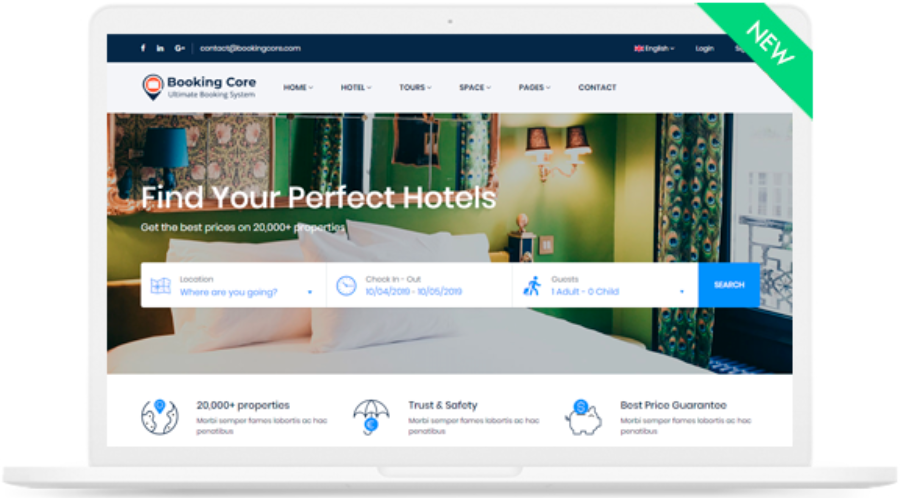 NEW
f in G+ contact@bookingcore.com
English Login
Booking Core
Ultimate Booking System
HOME HOTEL TOURS SPACE PAGES CONTACT
Find Your Perfect Hotels
Get the best prices on 20,000+ properties
Location
Where are you going?
Check In - Out
10/04/2019 - 10/05/2019
Guests
1 Adult - 0 Child
SEARCH
20,000+ properties
Morbi semper fames lobortis ac hac
penatibus
Trust & Safety
Morbi semper fames lobortis ac hac
penatibus
Best Price Guarantee
Morbi semper fames lobortis ac hac
penatibus